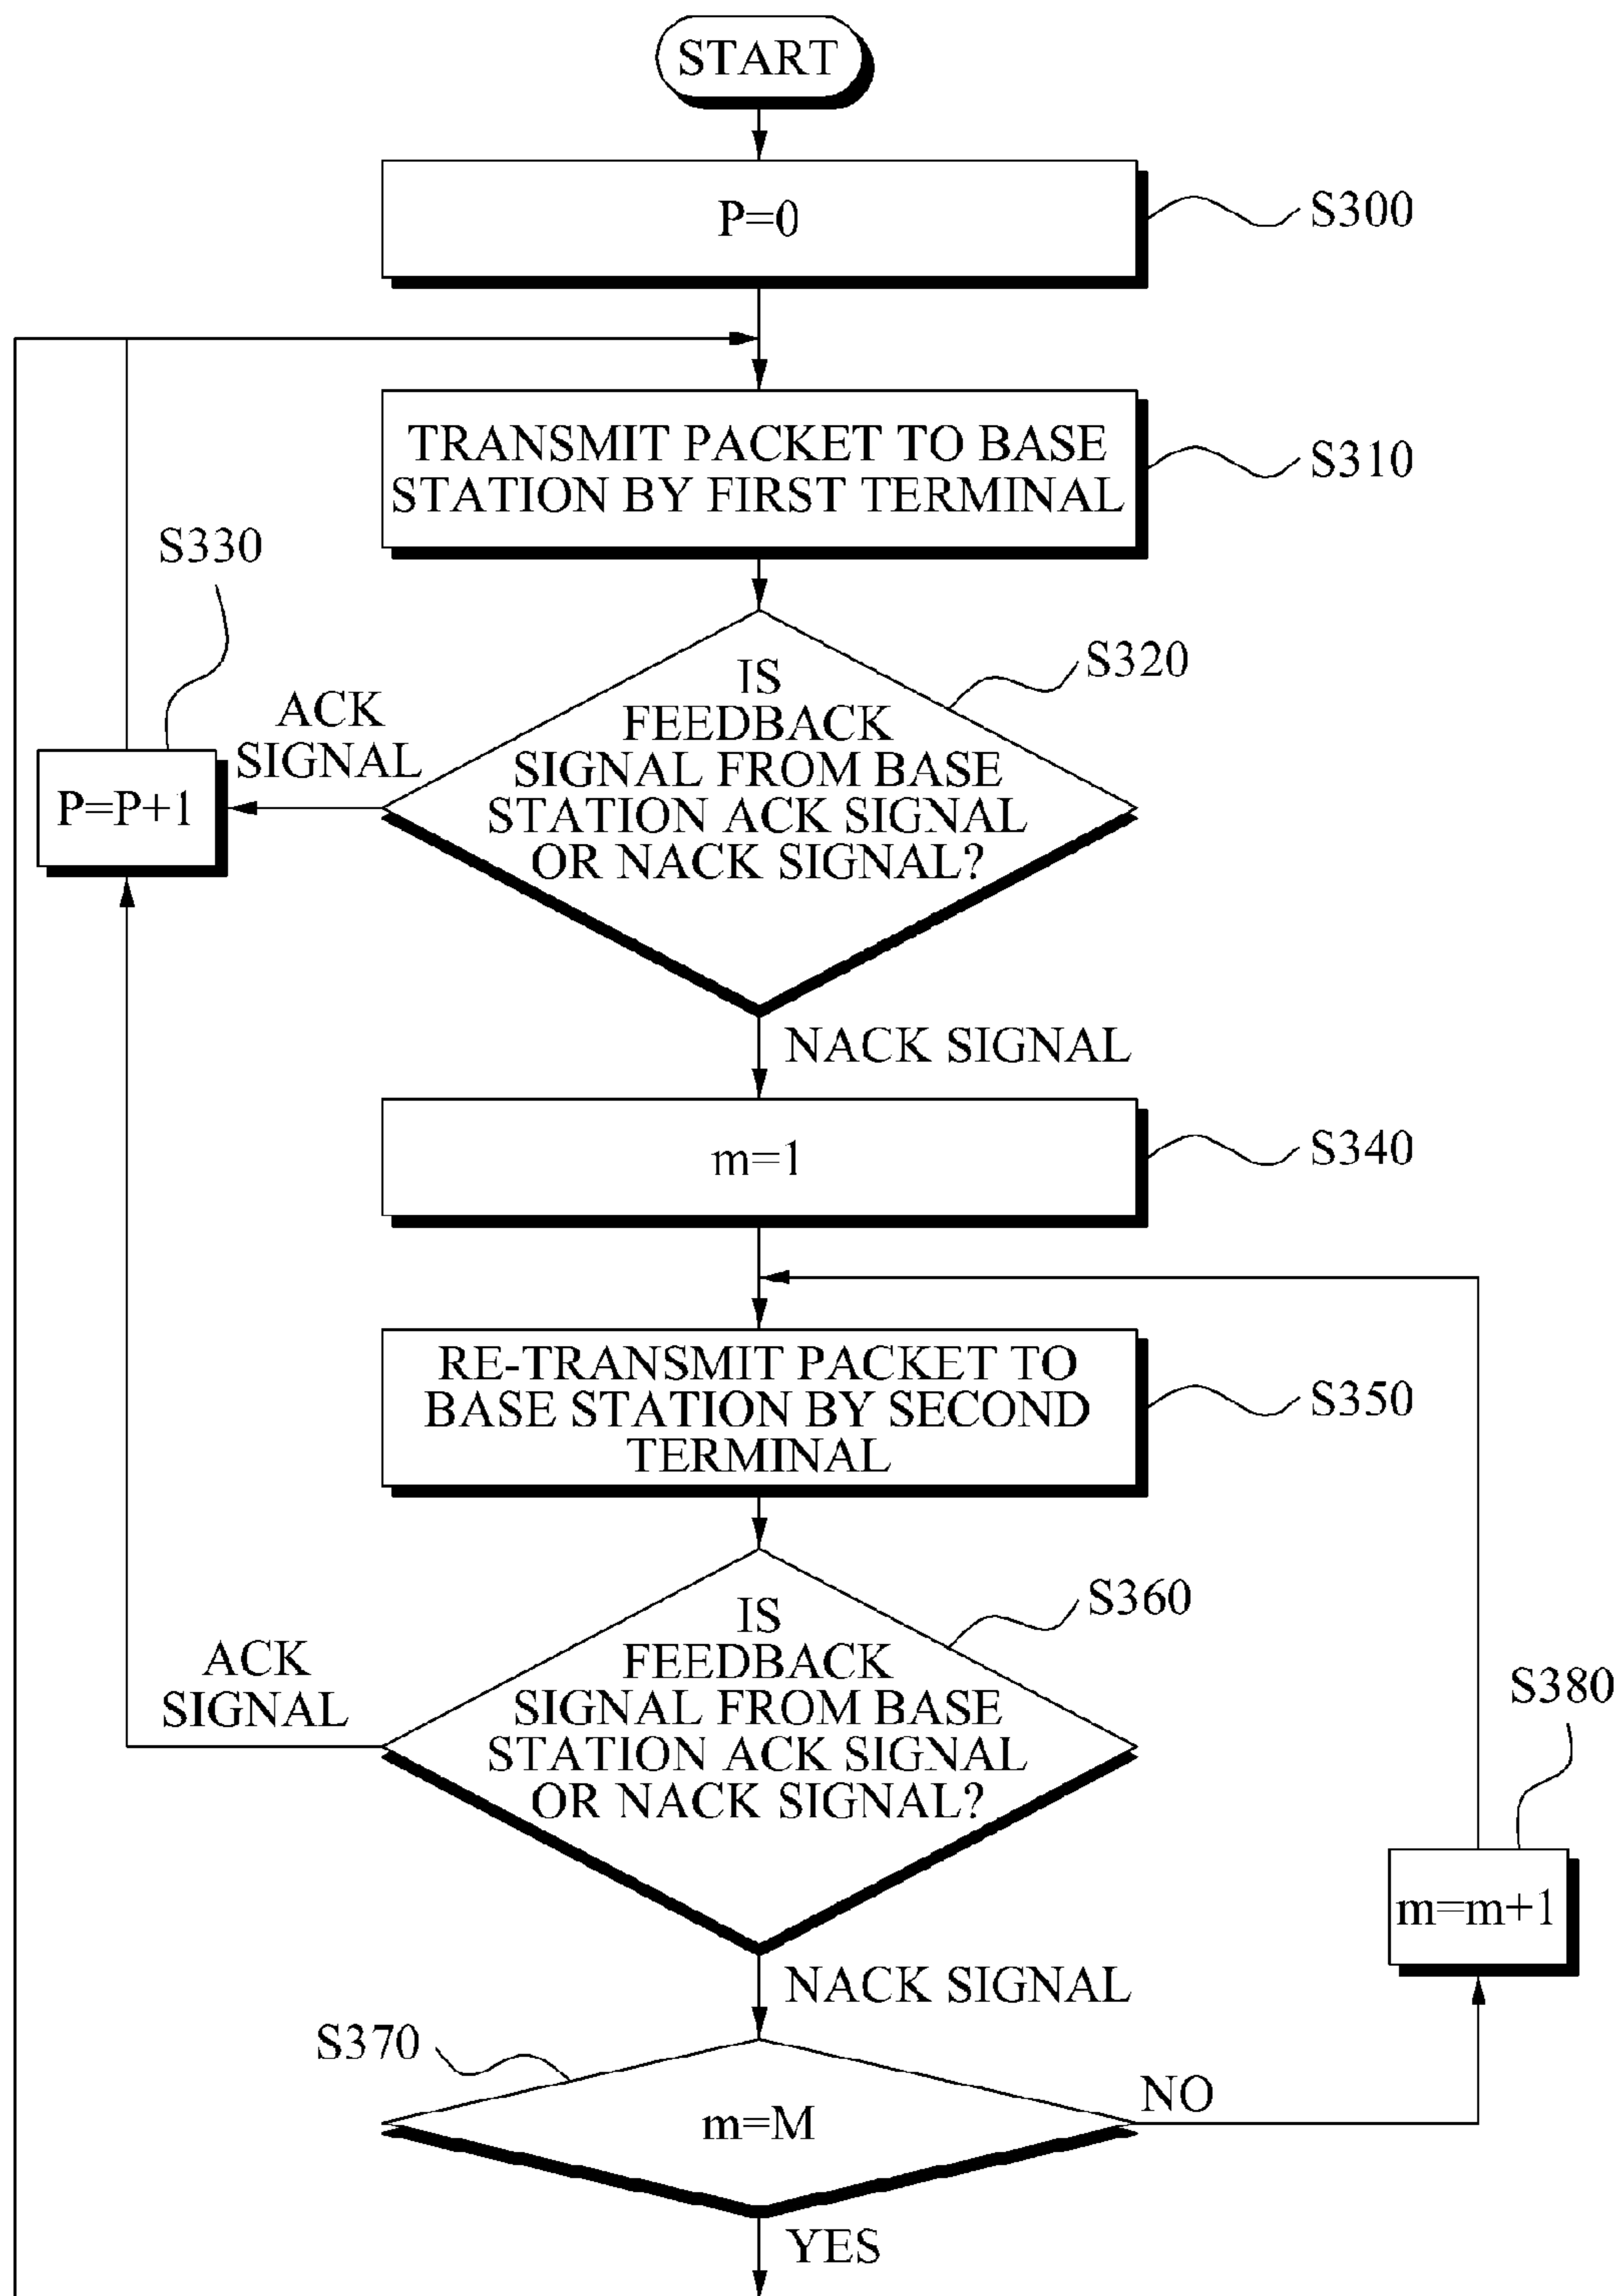 START
P=0
S300
TRANSMIT PACKET TO BASE
STATION BY FIRST TERMINAL
S310
S330
IS
FEEDBACK
SIGNAL FROM BASE
STATION ACK SIGNAL
OR NACK SIGNAL?
S320
ACK
SIGNAL
P=P+1
NACK SIGNAL
m=1
S340
RE-TRANSMIT PACKET TO
BASE STATION BY SECOND
TERMINAL
S350
IS
FEEDBACK
SIGNAL FROM BASE
STATION ACK SIGNAL
OR NACK SIGNAL?
S360
ACK
SIGNAL
S380
m=m+1
NACK SIGNAL
S370
m=M
NO
YES